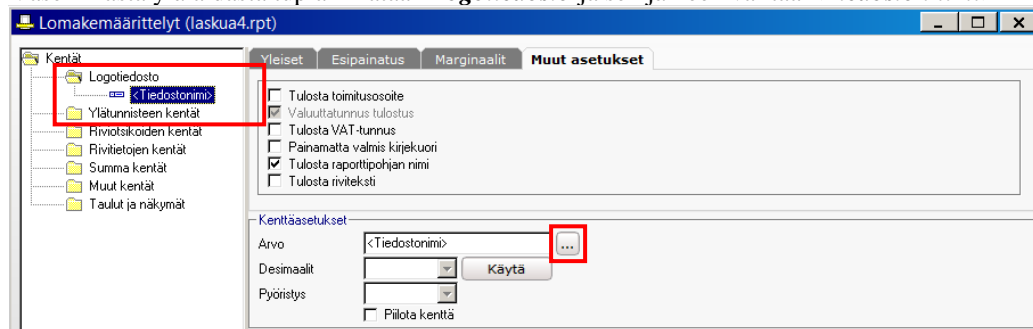 Lomakemäärittelyt (laskua4.rpt)
Kentät
Logotiedosto
<Tiedostonimi>
Ylätunnisteen kentät
Riviotsikoiden kentät
Rivitietojen kentät
Summa kentät
Muut kentät
Taulut ja näkymät
Yleiset Esipainatus Marginaalit Muut asetukset
Tulosta toimitusosoite
Valuuttatunnus tulostus
Tulosta VAT-tunnus
Painamatta valmis kirjekuori
Tulosta raporttipohjan nimi
Tulosta riviteksti
Kenttäasetukset
Arvo <Tiedostonimi> ...
Desimaalit Käytä
Pyöristys
Piilota kenttä